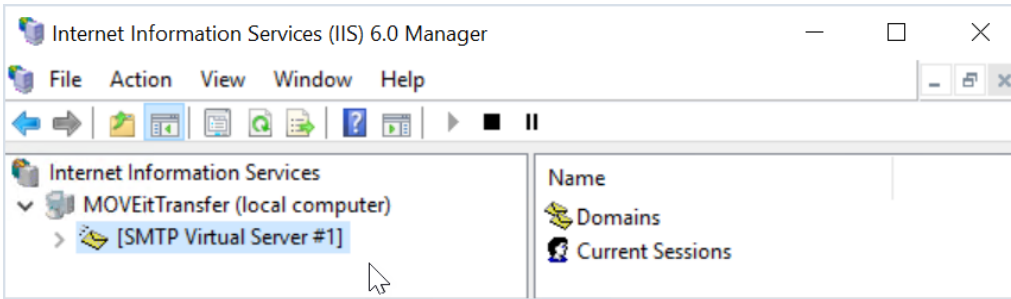 Internet Information Services (IIS) 6.0 Manager
File Action View Window Help
Internet Information Services
MOVEitTransfer (local computer)
[SMTP Virtual Server #1]
Name
Domains
Current Sessions